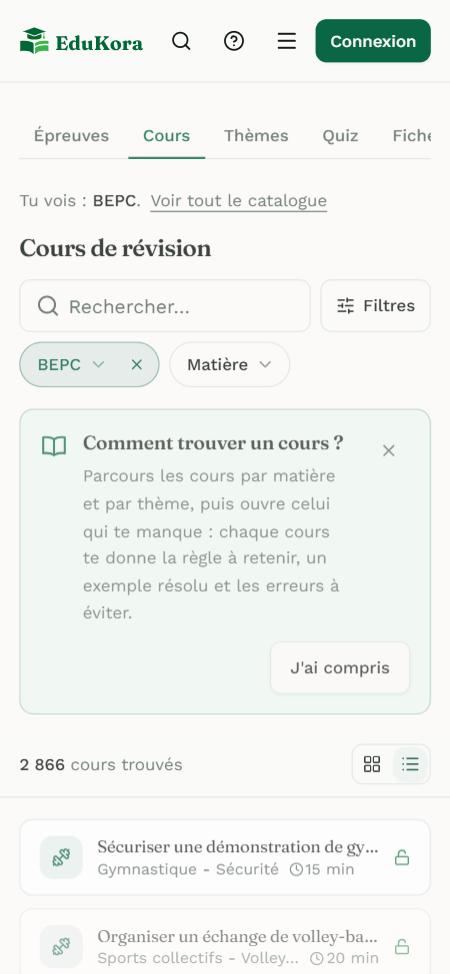 EduKora
Connexion
Épreuves Cours Thèmes Quiz Fiche
Tu vois : BEPC. Voir tout le catalogue
Cours de révision
Rechercher...
Filtres
BEPC
Matière
Comment trouver un cours ?
Parcours les cours par matière
et par thème, puis ouvre celui
qui te manque : chaque cours
te donne la règle à retenir, un
exemple résolu et les erreurs à
éviter.
J'ai compris
2 866 cours trouvés
Sécuriser une démonstration de gy...
Gymnastique - Sécurité 15 min
Organiser un échange de volley-ba...
Sports collectifs - Volley... 20 min